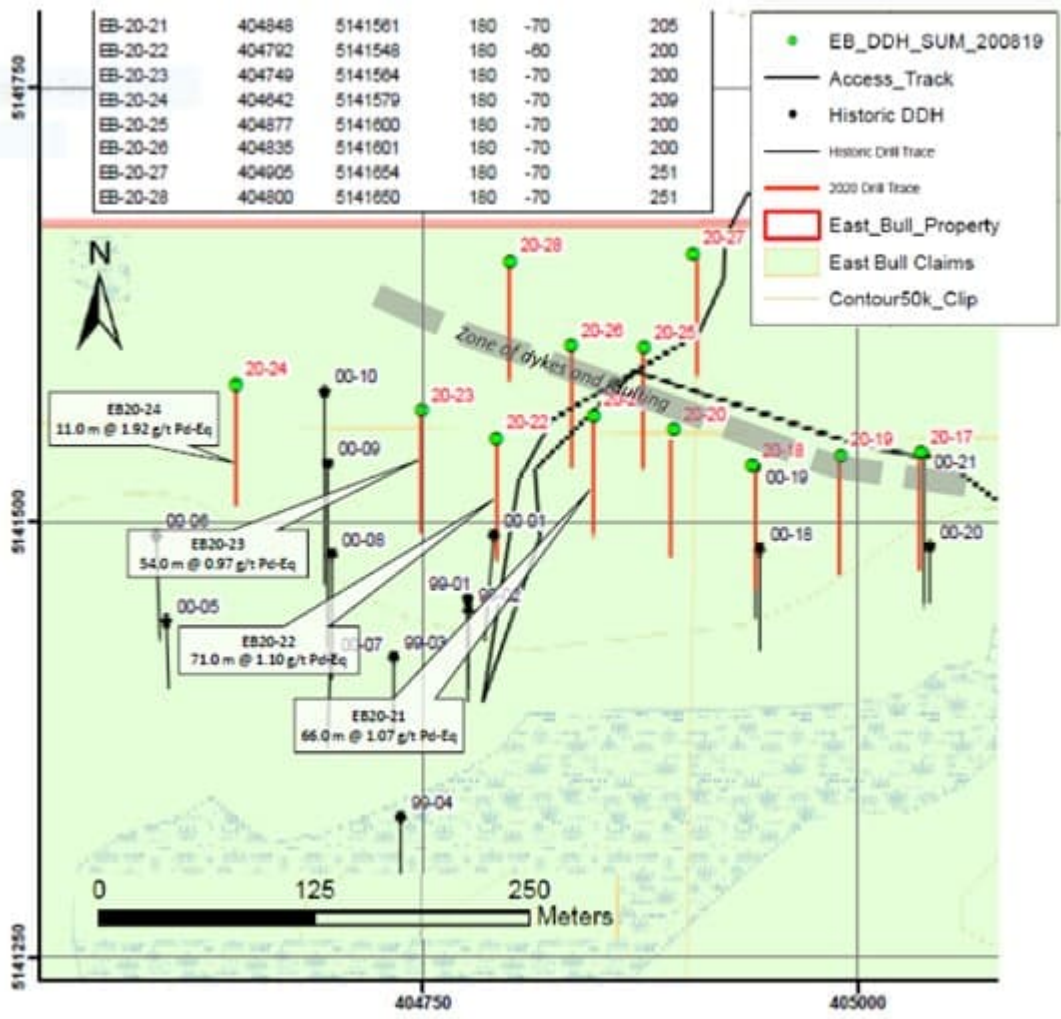 EB-20-21 404848 5141561 180 -70 205
EB-20-22 404792 5141548 180 -60 200
EB-20-23 404749 5141564 180 -70 200
EB-20-24 404642 5141579 180 -70 209
EB-20-25 404877 5141600 180 -70 200
EB-20-26 404835 5141601 180 -70 200
EB-20-27 404905 5141654 180 -70 251
EB-20-28 404800 5141650 180 -70 251
EB_DDH_SUM_200819
Access_Track
Historic DDH
Historic Drill Trace
2020 Drill Trace
East_Bull_Property
East Bull Claims
Contour50k_Clip
5141750
N
20-28
20-27
20-26
20-25
Zone of dykes and faulting
20-24
00-10
20-23
20-22
20-20
EB20-24
11.0 m @ 1.92 g/t Pd-Eq
00-09
20-18
00-19
20-19
20-17
00-21
5141500
00-06
00-08
00-01
00-18
00-20
EB20-23
54.0 m @ 0.97 g/t Pd-Eq
00-05
99-01
EB20-22
71.0 m @ 1.10 g/t Pd-Eq
99-03
EB20-21
66.0 m @ 1.07 g/t Pd-Eq
99-04
0 125 250
Meters
5141250
404750
405000